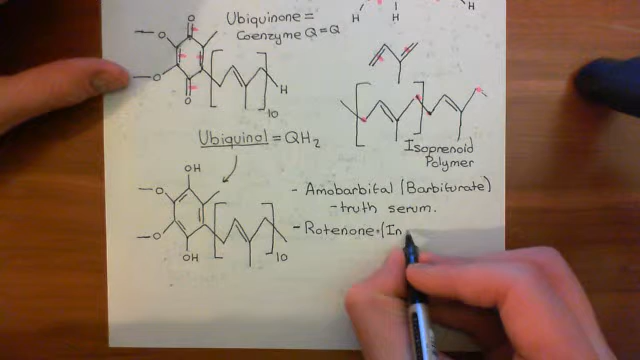 Ubiquinone =
Coenzyme Q = Q
H
H
H
O
O
O
O
H
10
Isoprenoid
Polymer
Ubiquinol = QH2
OH
O
O
OH
10
- Amobarbital (Barbiturate)
- truth serum.
- Rotenone (In